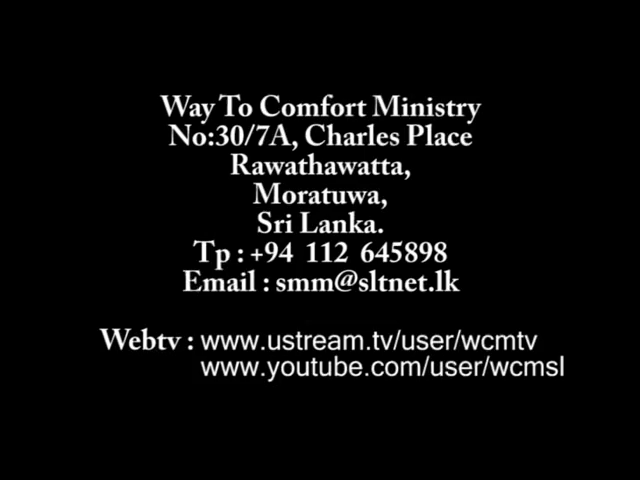 Way To Comfort Ministry
No:30/7A, Charles Place
Rawathawatta,
Moratuwa,
Sri Lanka.
Tp : +94 112 645898
Email : smm@sltnet.lk
Webtv : www.ustream.tv/user/wcmtv
www.youtube.com/user/wcmsl